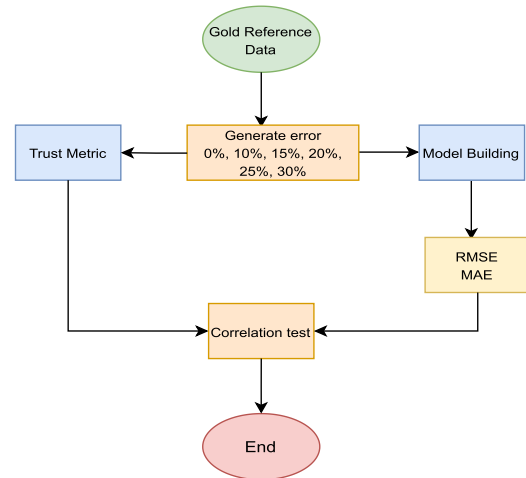 Gold Reference
Data
Generate error
0%, 10%, 15%, 20%,
25%, 30%
Trust Metric
Model Building
RMSE
MAE
Correlation test
End